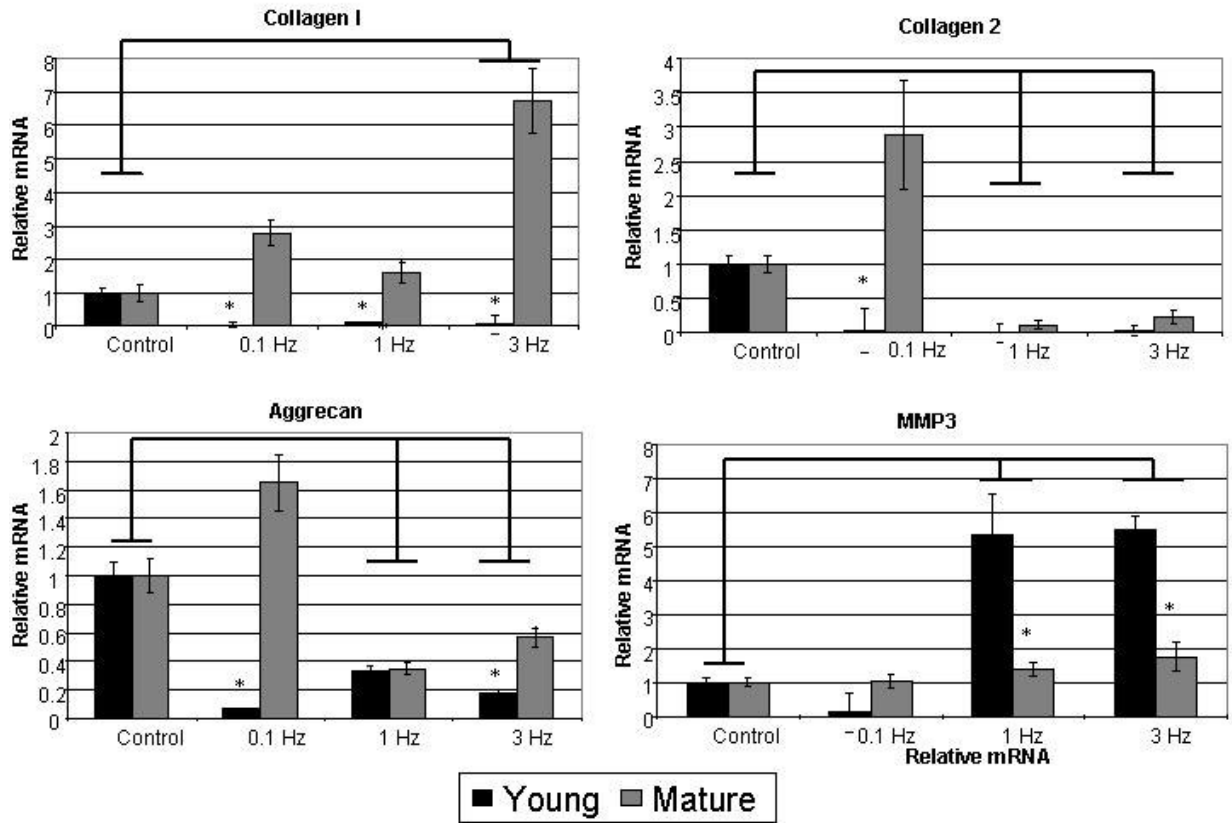 Collagen I
Relative mRNA
8
7
6
5
4
3
2
1
0
* * *
Control 0.1 Hz 1 Hz 3 Hz
Collagen 2
Relative mRNA
4
3.5
3
2.5
2
1.5
1
0.5
0
*
Control 0.1 Hz 1 Hz 3 Hz
Aggrecan
Relative mRNA
2
1.8
1.6
1.4
1.2
1
0.8
0.6
0.4
0.2
0
* *
Control 0.1 Hz 1 Hz 3 Hz
MMP3
Relative mRNA
8
7
6
5
4
3
2
1
0
* *
Control 0.1 Hz 1 Hz 3 Hz
Relative mRNA
Young Mature